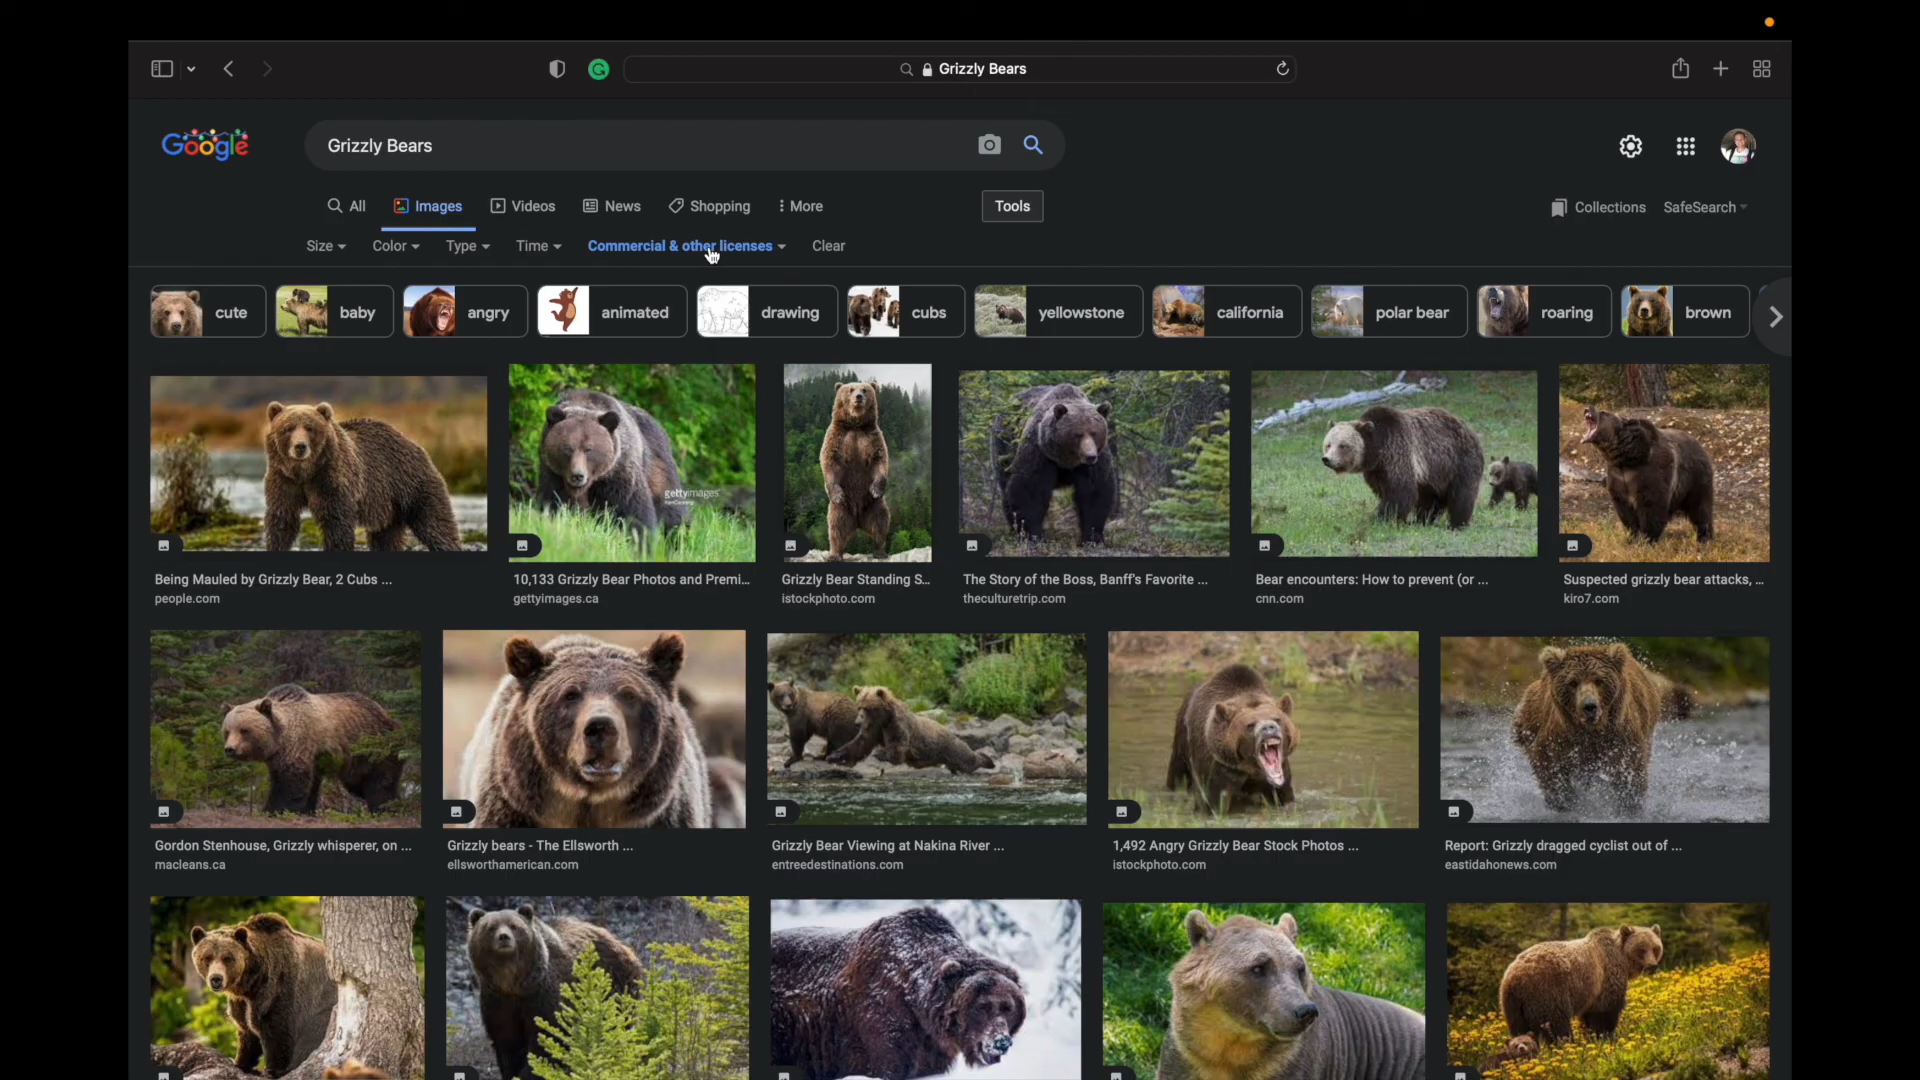 Grizzly Bears
Google
Grizzly Bears
All Images Videos News Shopping More Tools
Collections SafeSearch
Size Color Type Time Commercial & other licenses Clear
cute baby angry animated drawing cubs yellowstone california polar bear roaring brown
gettyimages
Being Mauled by Grizzly Bear, 2 Cubs ...
people.com
10,133 Grizzly Bear Photos and Premi...
gettyimages.ca
Grizzly Bear Standing S...
istockphoto.com
The Story of the Boss, Banff's Favorite ...
theculturetrip.com
Bear encounters: How to prevent (or ...
cnn.com
Suspected grizzly bear attacks, ...
kiro7.com
Gordon Stenhouse, Grizzly whisperer, on ...
macleans.ca
Grizzly bears - The Ellsworth ...
ellsworthamerican.com
Grizzly Bear Viewing at Nakina River ...
entreedestinations.com
1,492 Angry Grizzly Bear Stock Photos ...
istockphoto.com
Report: Grizzly dragged cyclist out of ...
eastidahonews.com